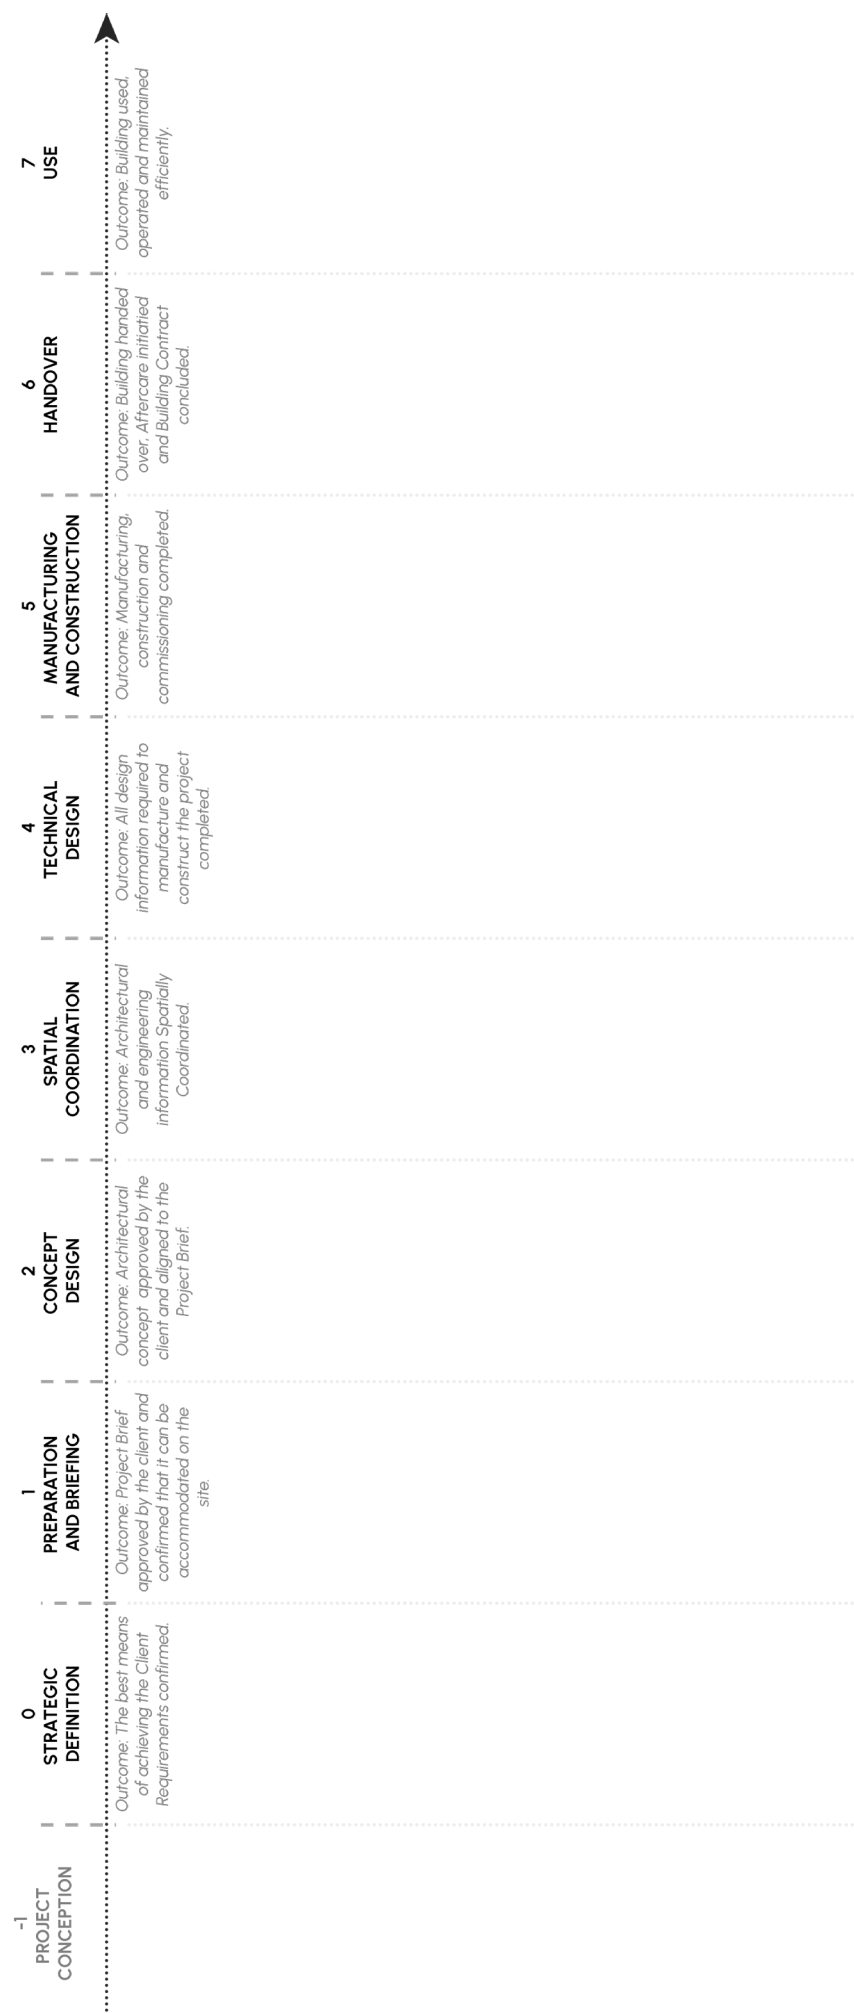 -1
PROJECT
CONCEPTION
0
STRATEGIC
DEFINITION
Outcome: The best means
of achieving the Client
Requirements confirmed.
1
PREPARATION
AND BRIEFING
Outcome: Project Brief
approved by the client and
confirmed that it can be
accommodated on the
site.
2
CONCEPT
DESIGN
Outcome: Architectural
concept approved by the
client and aligned to the
Project Brief.
3
SPATIAL
COORDINATION
Outcome: Architectural
and engineering
information Spatially
Coordinated.
4
TECHNICAL
DESIGN
Outcome: All design
information required to
manufacture and
construct the project
completed.
5
MANUFACTURING
AND CONSTRUCTION
Outcome: Manufacturing,
construction and
commissioning completed.
6
HANDOVER
Outcome: Building handed
over, Aftercare initiatied
and Building Contract
concluded.
7
USE
Outcome: Building used,
operated and maintained
efficiently.